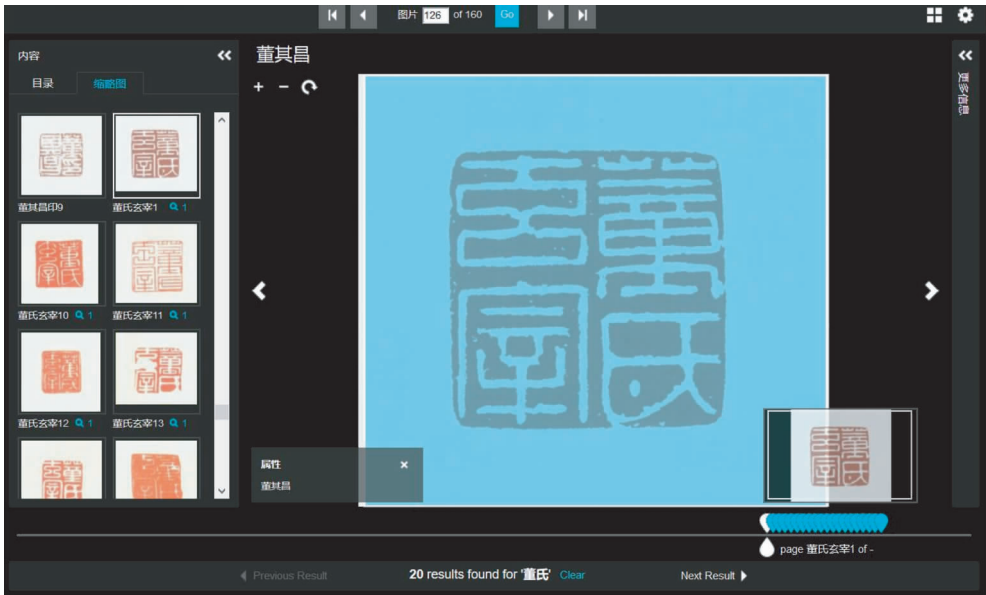 图片 126 of 160 Go
内容
目录 缩略图
董其昌印9 董氏玄宰1 1
董氏玄宰10 1 董氏玄宰11 1
董氏玄宰12 1 董氏玄宰13 1
董其昌
董氏
玄宰
属性
董其昌
更多信息
page 董氏玄宰1 of -
Previous Result 20 results found for '董氏' Clear Next Result